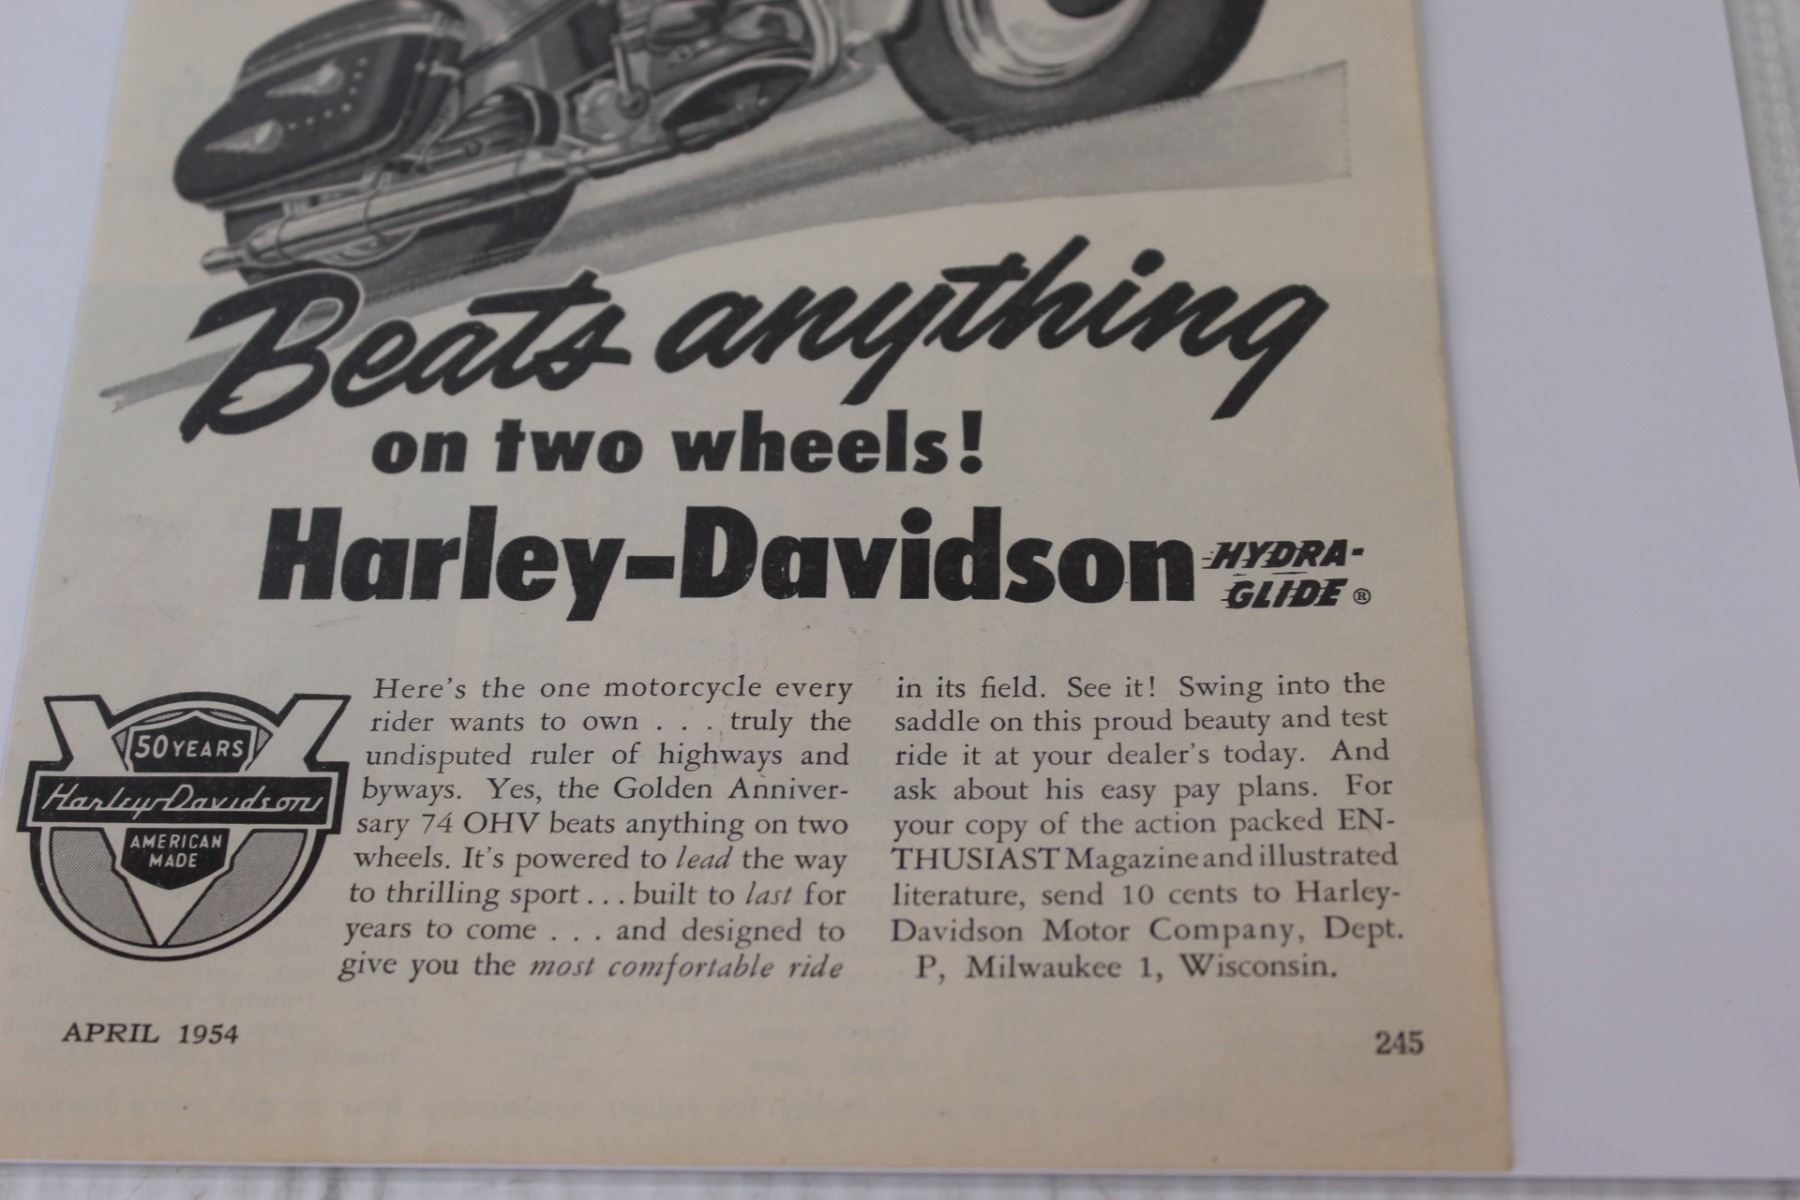 Beats anything
on two wheels!
Harley-Davidson HYDRA-
GLIDE ®
50 YEARS
Harley-Davidson
AMERICAN
MADE
Here's the one motorcycle every
rider wants to own . . . truly the
undisputed ruler of highways and
byways. Yes, the Golden Anniver-
sary 74 OHV beats anything on two
wheels. It's powered to lead the way
to thrilling sport . . . built to last for
years to come . . . and designed to
give you the most comfortable ride
in its field. See it! Swing into the
saddle on this proud beauty and test
ride it at your dealer's today. And
ask about his easy pay plans. For
your copy of the action packed EN-
THUSIAST Magazine and illustrated
literature, send 10 cents to Harley-
Davidson Motor Company, Dept.
P, Milwaukee 1, Wisconsin.
APRIL 1954
245